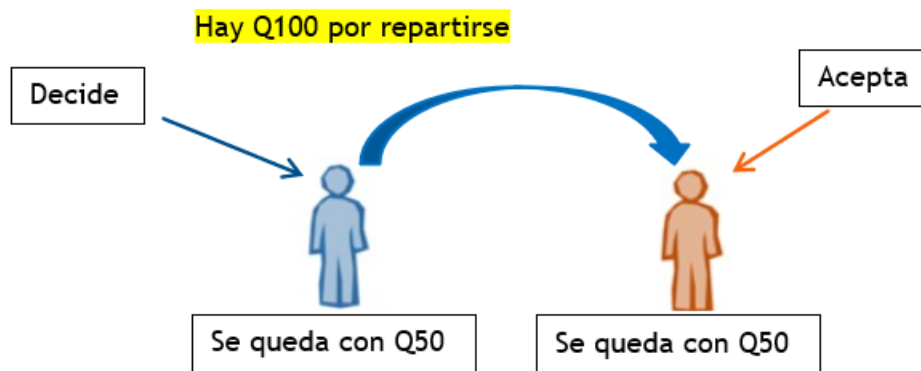 Hay Q100 por repartirse
Decide
Acepta
Se queda con Q50
Se queda con Q50